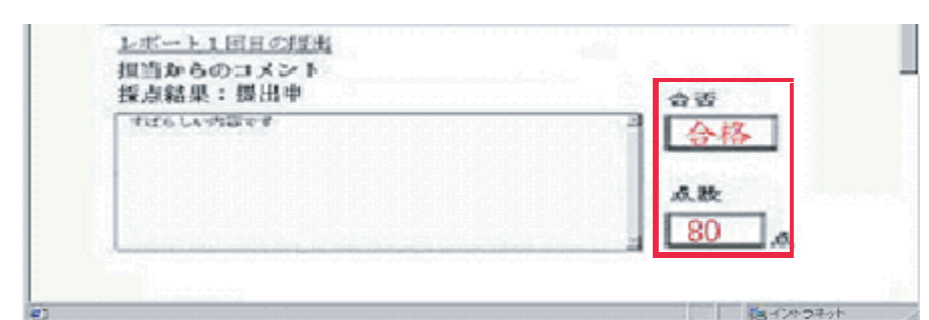 レポート1回目の提出
担当からのコメント
採点結果：提出中
すばらしい内容です
合否
合格
点数
80 点
イントラネット